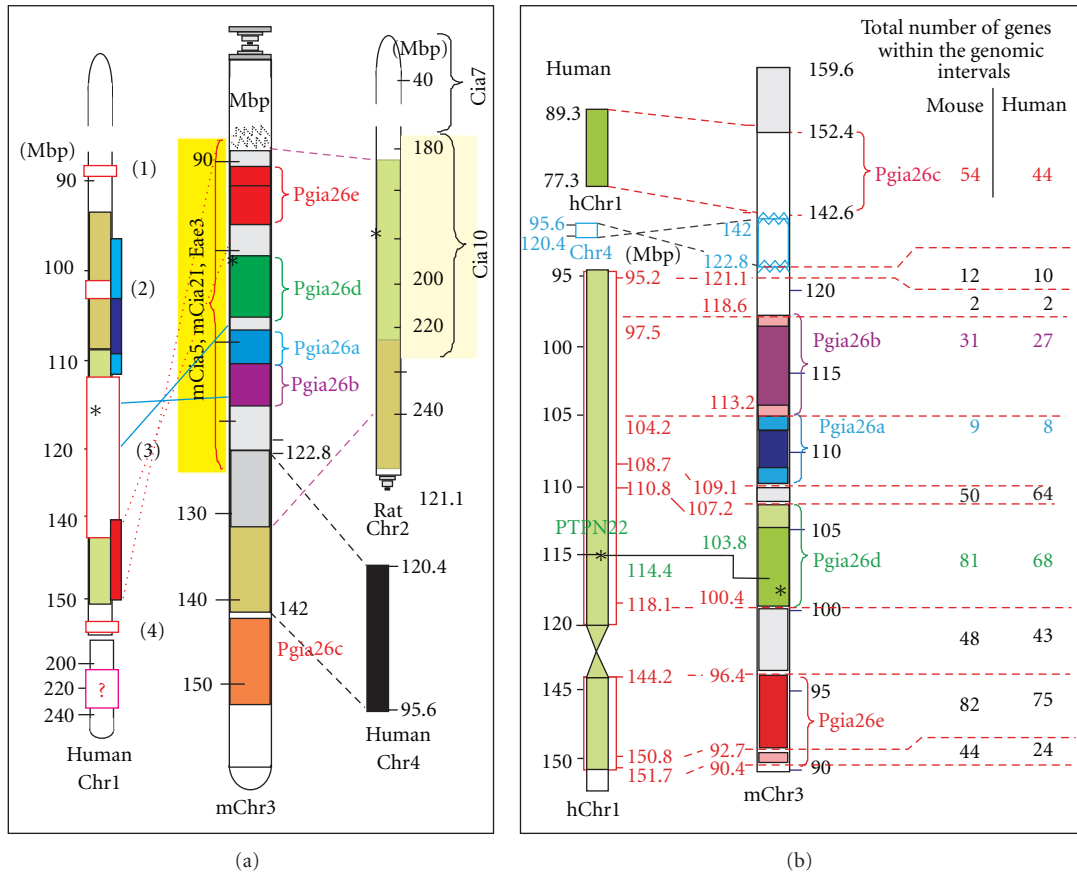 (Mbp)
90
100
110
120
140
150
200
220
240
(1)
(2)
(3)
(4)
*
?
Human
Chr1
Mbp
90
130
140
150
122.8
142
*
mCia5, mCia21, Eae3
Pgia26e
Pgia26d
Pgia26a
Pgia26b
Pgia26c
mChr3
(Mbp)
40
180
200
220
240
*
Cia7
Cia10
Rat
Chr2
121.1
120.4
95.6
Human
Chr4
(a)
Total number of genes
within the genomic
intervals
Mouse
Human
Human
89.3
77.3
hChr1
95.6
120.4
Chr4
(Mbp)
95
100
105
110
115
120
145
150
hChr1
95.2
97.5
104.2
108.7
110.8
PTPN22
*
114.4
118.1
144.2
150.8
151.7
142
122.8
121.1
118.6
113.2
109.1
107.2
103.8
100.4
96.4
92.7
90.4
159.6
152.4
142.6
120
115
110
105
*
100
95
90
mChr3
Pgia26c
54 44
12 10
2 2
Pgia26b
31 27
Pgia26a
9 8
50 64
Pgia26d
81 68
48 43
Pgia26e
82 75
44 24
(b)